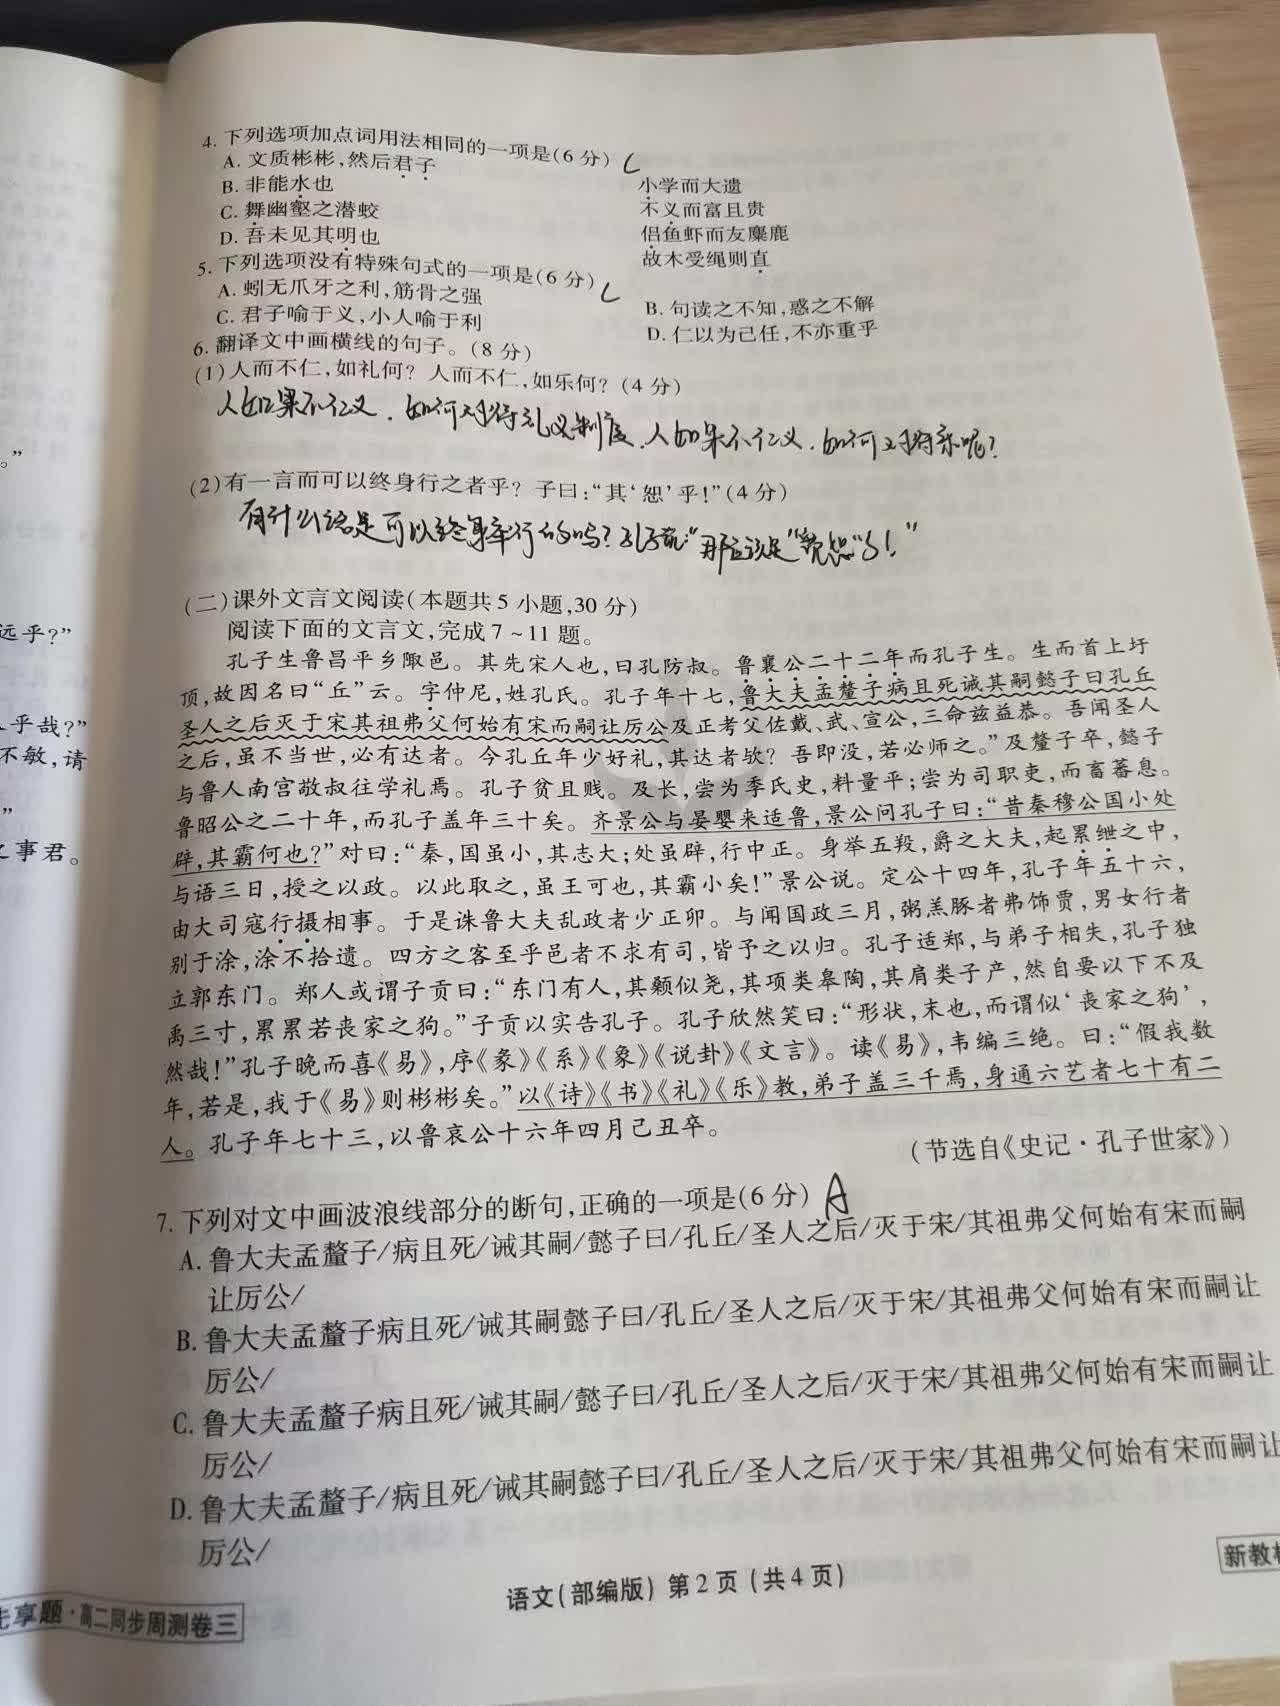 4. 下列选项加点词用法相同的一项是(6分) C
A. 文质彬彬,然后君子
小学而大遗
B. 非能水也
不义而富且贵
C. 舞幽壑之潜蛟
侣鱼虾而友麋鹿
D. 吾未见其明也
故木受绳则直
5. 下列选项没有特殊句式的一项是(6分) C
A. 蚓无爪牙之利,筋骨之强
B. 句读之不知,惑之不解
C. 君子喻于义,小人喻于利
D. 仁以为己任,不亦重乎
6. 翻译文中画横线的句子。(8分)
(1)人而不仁,如礼何? 人而不仁,如乐何? (4分)
人如果不仁义,如何对待礼义制度,人如果不仁义,如何对待乐呢?
(2)有一言而可以终身行之者乎? 子曰:“其‘恕’乎!”(4分)
有什么话是可以终身奉行的吗?孔子说:“那应该是“宽恕”了!”
(二)课外文言文阅读(本题共5小题,30分)
阅读下面的文言文,完成7~11题。
孔子生鲁昌平乡陬邑。其先宋人也,曰孔防叔。鲁襄公二十二年而孔子生。生而首上圩
顶,故因名曰“丘”云。字仲尼,姓孔氏。孔子年十七,鲁大夫孟釐子病且死诫其嗣懿子曰孔丘
圣人之后灭于宋其祖弗父何始有宋而嗣让厉公及正考父佐戴、武、宣公,三命兹益恭。吾闻圣人
之后,虽不当世,必有达者。今孔丘年少好礼,其达者欤? 吾即没,若必师之。”及釐子卒,懿子
与鲁人南宫敬叔往学礼焉。孔子贫且贱。及长,尝为季氏史,料量平;尝为司职吏,而畜蕃息。
鲁昭公之二十年,而孔子盖年三十矣。齐景公与晏婴来适鲁,景公问孔子曰:“昔秦穆公国小处
辟,其霸何也?”对曰:“秦,国虽小,其志大;处虽辟,行中正。身举五羖,爵之大夫,起累绁之中,
与语三日,授之以政。以此取之,虽王可也,其霸小矣!”景公说。定公十四年,孔子年五十六,
由大司寇行摄相事。于是诛鲁大夫乱政者少正卯。与闻国政三月,粥羔豚者弗饰贾,男女行者
别于涂,涂不拾遗。四方之客至乎邑者不求有司,皆予之以归。孔子适郑,与弟子相失,孔子独
立郭东门。郑人或谓子贡曰:“东门有人,其颡似尧,其项类皋陶,其肩类子产,然自要以下不及
禹三寸,累累若丧家之狗。”子贡以实告孔子。孔子欣然笑曰:“形状,末也,而谓似‘丧家之狗’,
然哉!”孔子晚而喜《易》,序《彖》《系》《象》《说卦》《文言》。读《易》,韦编三绝。曰:“假我数
年,若是,我于《易》则彬彬矣。”以《诗》《书》《礼》《乐》教,弟子盖三千焉,身通六艺者七十有二
人。孔子年七十三,以鲁哀公十六年四月己丑卒。
(节选自《史记·孔子世家》)
7. 下列对文中画波浪线部分的断句,正确的一项是(6分) A
A. 鲁大夫孟釐子/病且死/诫其嗣/懿子曰/孔丘/圣人之后/灭于宋/其祖弗父何始有宋而嗣
让厉公/
B. 鲁大夫孟釐子病且死/诫其嗣懿子曰/孔丘/圣人之后/灭于宋/其祖弗父何始有宋而嗣让
厉公/
C. 鲁大夫孟釐子病且死/诫其嗣/懿子曰/孔丘/圣人之后/灭于宋/其祖弗父何始有宋而嗣让
厉公/
D. 鲁大夫孟釐子/病且死/诫其嗣懿子曰/孔丘/圣人之后/灭于宋/其祖弗父何始有宋而嗣让
厉公/
语文(部编版) 第2页 (共4页)
新教材
先享题·高二同步周测卷三
。”
远乎?”
人乎哉?”
不敏,请
”
之事君。